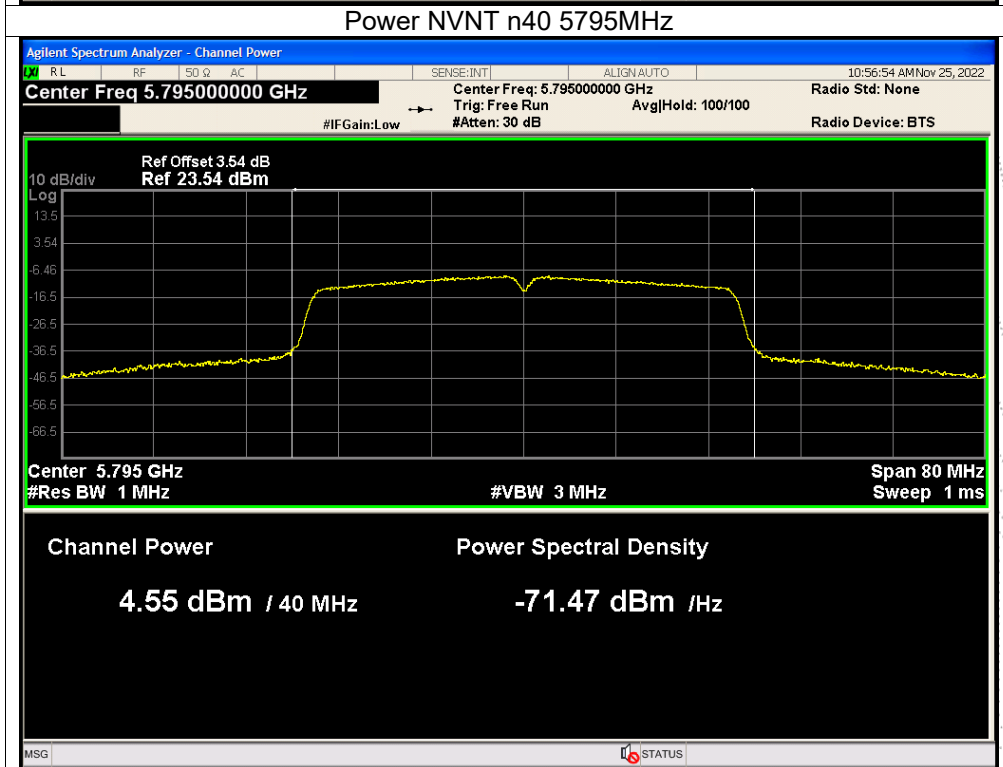 Power NVNT n40 5795MHz
Agilent Spectrum Analyzer - Channel Power
LXI RL RF 50 Ω AC SENSE:INT ALIGN AUTO 10:56:54 AM Nov 25, 2022
Center Freq 5.795000000 GHz Center Freq: 5.795000000 GHz Radio Std: None
Trig: Free Run Avg|Hold: 100/100
#IFGain:Low #Atten: 30 dB Radio Device: BTS
Ref Offset 3.54 dB
10 dB/div Ref 23.54 dBm
Log
13.5
3.54
-6.46
-16.5
-26.5
-36.5
-46.5
-56.5
-66.5
Center 5.795 GHz Span 80 MHz
#Res BW 1 MHz #VBW 3 MHz Sweep 1 ms
Channel Power Power Spectral Density
4.55 dBm / 40 MHz -71.47 dBm /Hz
MSG STATUS